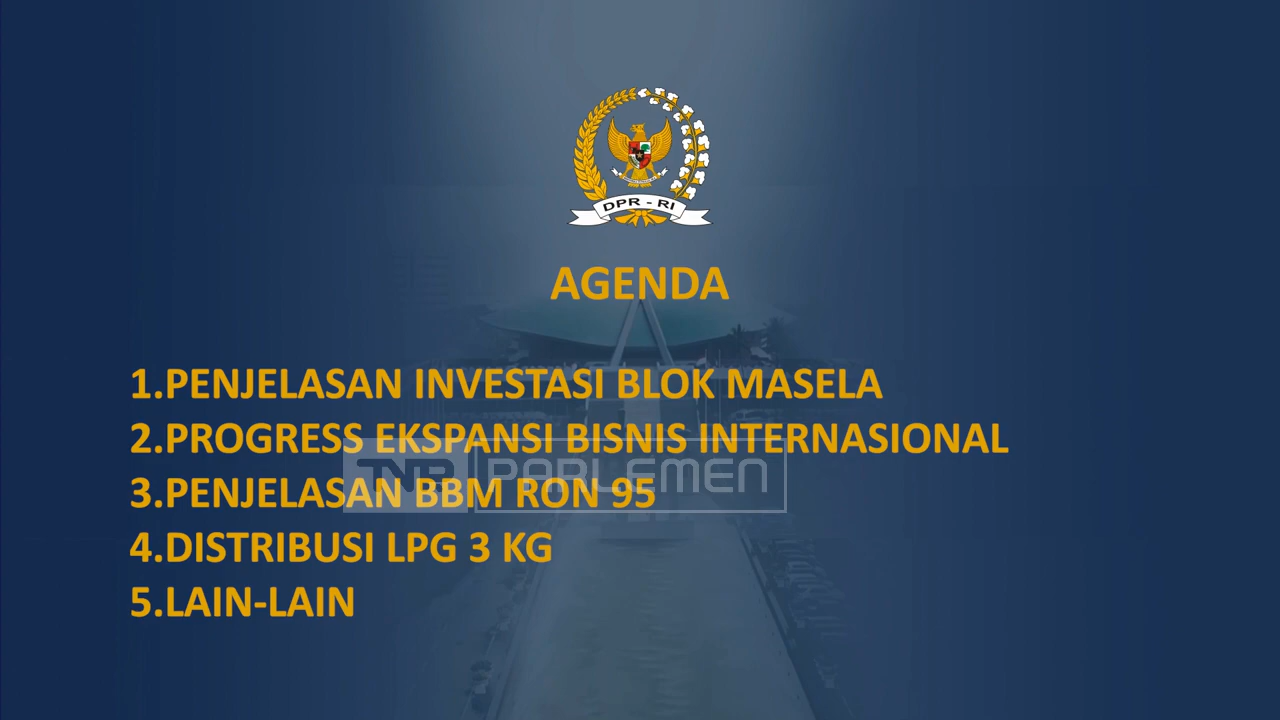 DPR - RI
AGENDA
1.PENJELASAN INVESTASI BLOK MASELA
2.PROGRESS EKSPANSI BISNIS INTERNASIONAL
3.PENJELASAN BBM RON 95
4.DISTRIBUSI LPG 3 KG
5.LAIN-LAIN
TVR PARLEMEN